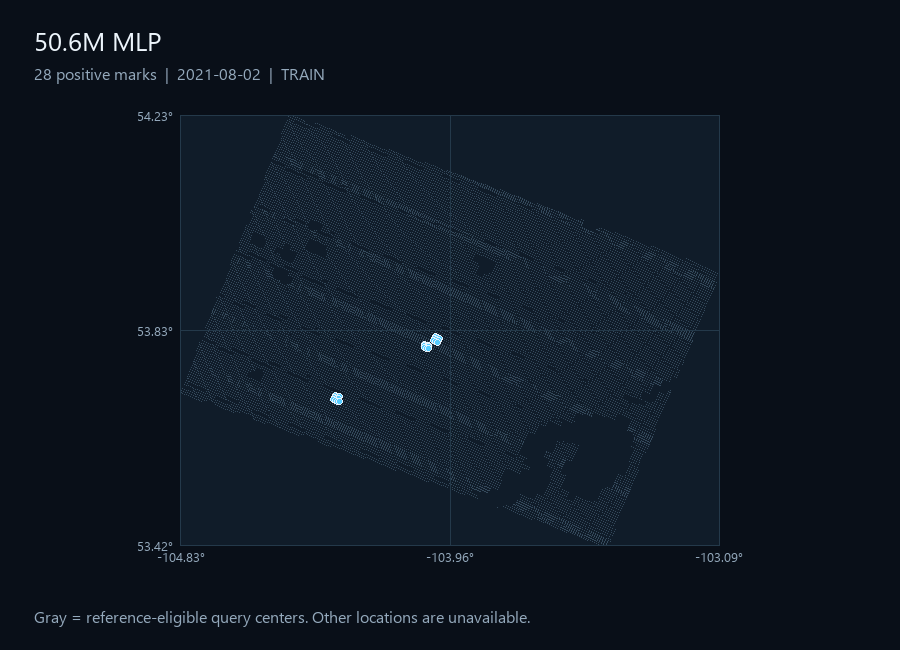 50.6M MLP
28 positive marks | 2021-08-02 | TRAIN
54.23°
53.83°
53.42°
-104.83°
-103.96°
-103.09°
Gray = reference-eligible query centers. Other locations are unavailable.